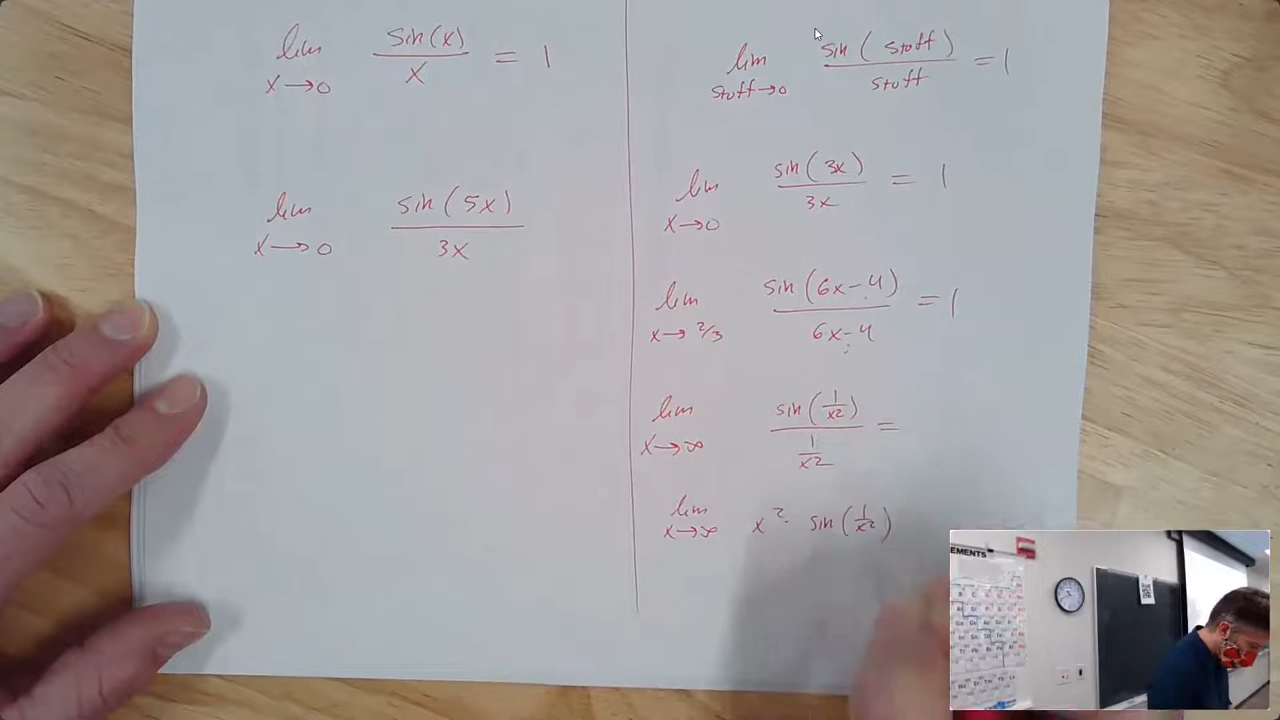 lim x→0 sin(x)/x = 1
lim x→0 sin(5x)/3x
lim stuff→0 sin(stuff)/stuff = 1
lim x→0 sin(3x)/3x = 1
lim x→2/3 sin(6x-4)/6x-4 = 1
lim x→∞ sin(1/x2)/1/x2 =
lim x→∞ x2· sin(1/x2)
EMENTS